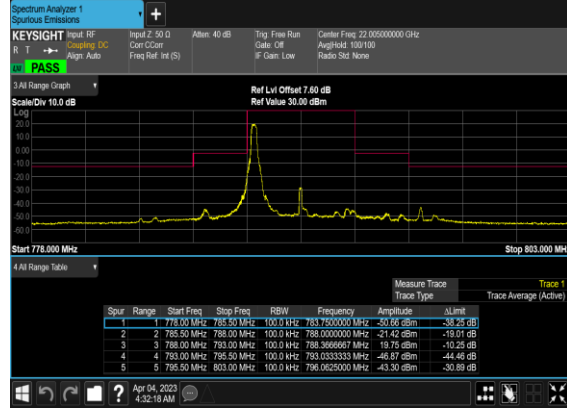 Spectrum Analyzer 1
Spurious Emissions
+
KEYSIGHT Input: RF Input Z: 50 Ω Atten: 40 dB Trig: Free Run Center Freq: 22.005000000 GHz
R T Coupling: DC Corr CCorr Gate: Off Avg|Hold: 100/100
Align: Auto Freq Ref: Int (S) IF Gain: Low Radio Std: None
PASS
3 All Range Graph
Ref Lvl Offset 7.60 dB
Scale/Div 10.0 dB Ref Value 30.00 dBm
Log
20.0
10.0
0.00
-10.0
-20.0
-30.0
-40.0
-50.0
-60.0
Start 778.000 MHz Stop 803.000 MH
4 All Range Table
Measure Trace Trace 1
Trace Type Trace Average (Active)
Spur Range Start Freq Stop Freq RBW Frequency Amplitude ΔLimit
1 1 778.00 MHz 785.50 MHz 100.0 kHz 783.7500000 MHz -50.66 dBm -38.25 dB
2 2 785.50 MHz 788.00 MHz 100.0 kHz 788.0000000 MHz -21.42 dBm -19.01 dB
3 3 788.00 MHz 793.00 MHz 100.0 kHz 788.3666667 MHz 19.75 dBm -10.25 dB
4 4 793.00 MHz 795.50 MHz 100.0 kHz 793.0333333 MHz -46.87 dBm -44.46 dB
5 5 795.50 MHz 803.00 MHz 100.0 kHz 796.0625000 MHz -43.30 dBm -30.89 dB
? Apr 04, 2023
4:32:18 AM